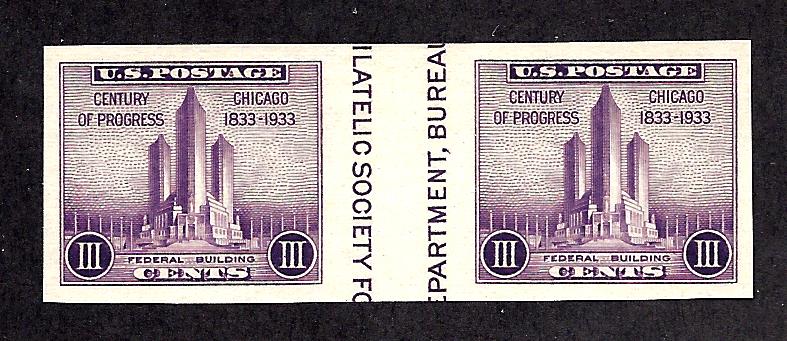 U.S. POSTAGE
CENTURY OF PROGRESS
CHICAGO 1833-1933
III
III
FEDERAL BUILDING
CENTS
ILATELIC SOCIETY FO
EPARTMENT, BUREAU
U.S. POSTAGE
CENTURY OF PROGRESS
CHICAGO 1833-1933
III
III
FEDERAL BUILDING
CENTS